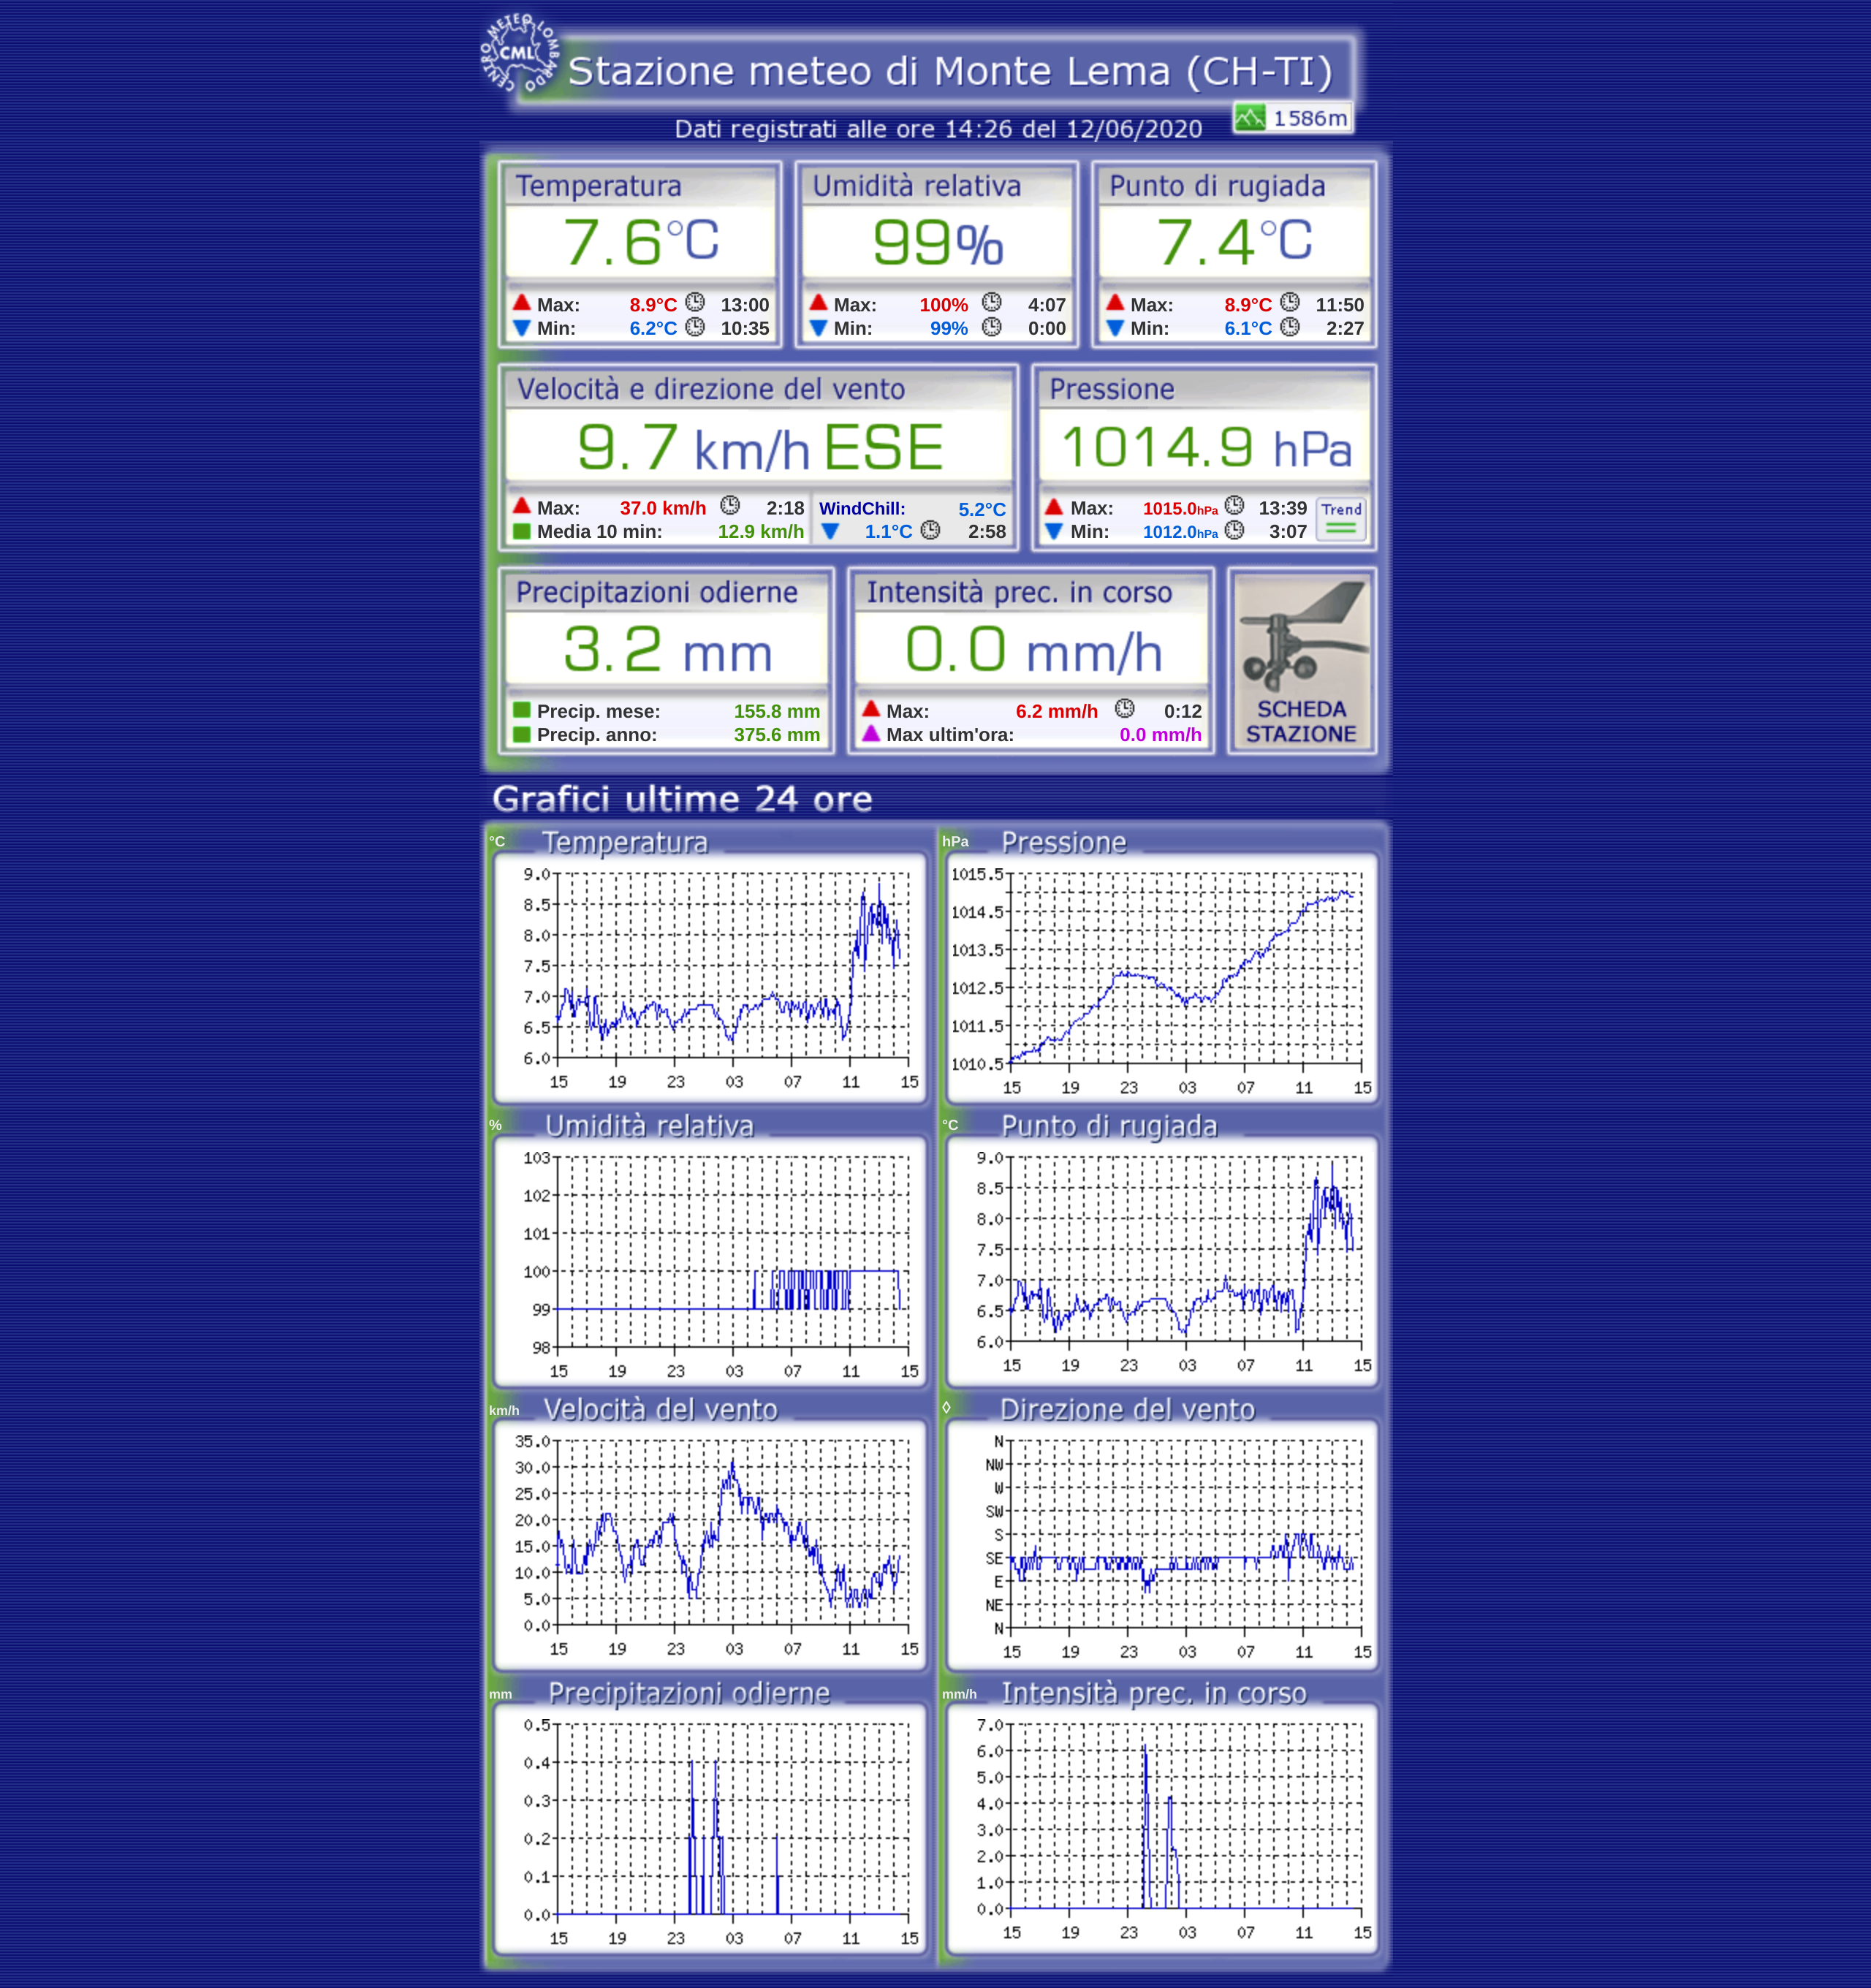 CENTRO METEO LOMBARDO
CML
Stazione meteo di Monte Lema (CH-TI)
1586m
Dati registrati alle ore 14:26 del 12/06/2020
Temperatura
7.6°C
Max: 8.9°C 13:00
Min: 6.2°C 10:35
Umidità relativa
99%
Max: 100% 4:07
Min: 99% 0:00
Punto di rugiada
7.4°C
Max: 8.9°C 11:50
Min: 6.1°C 2:27
Velocità e direzione del vento
9.7 km/h ESE
Max: 37.0 km/h 2:18
Media 10 min: 12.9 km/h
WindChill: 5.2°C
1.1°C 2:58
Pressione
1014.9 hPa
Max: 1015.0hPa 13:39
Min: 1012.0hPa 3:07
Trend
Precipitazioni odierne
3.2 mm
Precip. mese: 155.8 mm
Precip. anno: 375.6 mm
Intensità prec. in corso
0.0 mm/h
Max: 6.2 mm/h 0:12
Max ultim'ora: 0.0 mm/h
SCHEDA
STAZIONE
Grafici ultime 24 ore
°C Temperatura
9.0
8.5
8.0
7.5
7.0
6.5
6.0
15 19 23 03 07 11 15
hPa Pressione
1015.5
1014.5
1013.5
1012.5
1011.5
1010.5
15 19 23 03 07 11 15
% Umidità relativa
103
102
101
100
99
98
15 19 23 03 07 11 15
°C Punto di rugiada
9.0
8.5
8.0
7.5
7.0
6.5
6.0
15 19 23 03 07 11 15
km/h Velocità del vento
35.0
30.0
25.0
20.0
15.0
10.0
5.0
0.0
15 19 23 03 07 11 15
◊ Direzione del vento
N
NW
W
SW
S
SE
E
NE
N
15 19 23 03 07 11 15
mm Precipitazioni odierne
0.5
0.4
0.3
0.2
0.1
0.0
15 19 23 03 07 11 15
mm/h Intensità prec. in corso
7.0
6.0
5.0
4.0
3.0
2.0
1.0
0.0
15 19 23 03 07 11 15